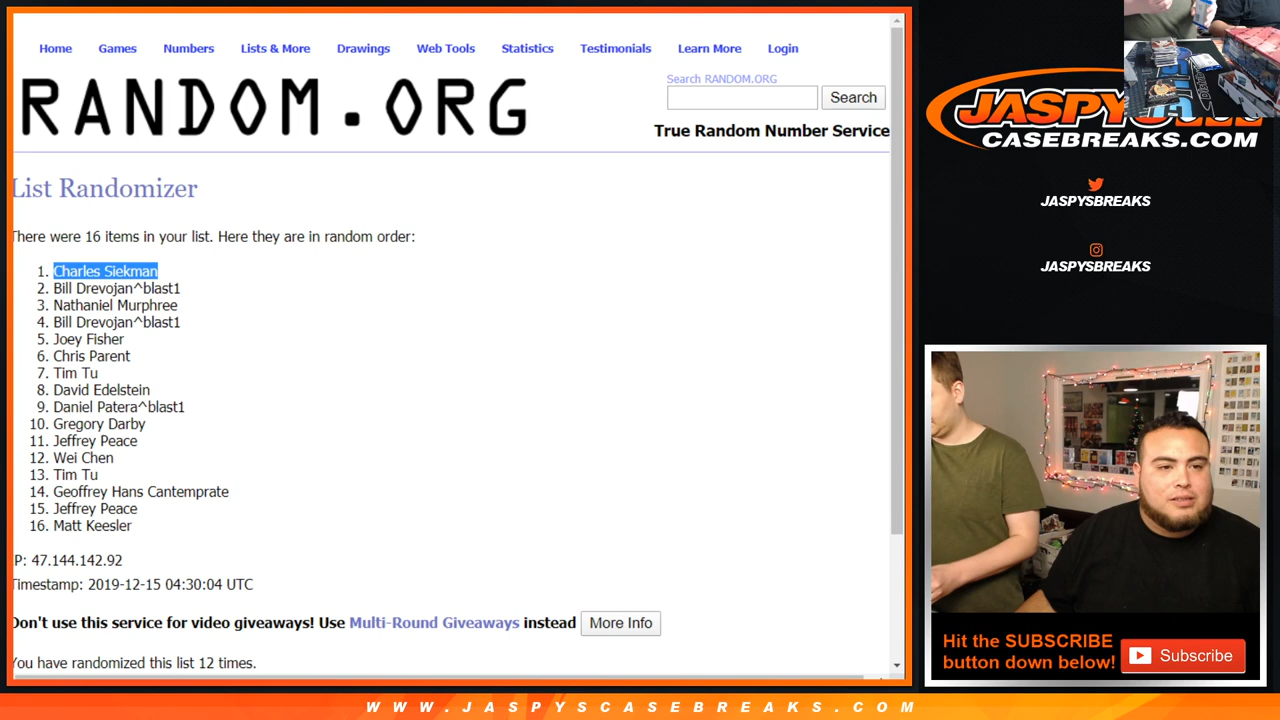 Home Games Numbers Lists & More Drawings Web Tools Statistics Testimonials Learn More Login
RANDOM.ORG
Search RANDOM.ORG
Search
True Random Number Service
List Randomizer
There were 16 items in your list. Here they are in random order:
1. Charles Siekman
2. Bill Drevojan^blast1
3. Nathaniel Murphree
4. Bill Drevojan^blast1
5. Joey Fisher
6. Chris Parent
7. Tim Tu
8. David Edelstein
9. Daniel Patera^blast1
10. Gregory Darby
11. Jeffrey Peace
12. Wei Chen
13. Tim Tu
14. Geoffrey Hans Cantemprate
15. Jeffrey Peace
16. Matt Keesler
IP: 47.144.142.92
Timestamp: 2019-12-15 04:30:04 UTC
Don't use this service for video giveaways! Use Multi-Round Giveaways instead More Info
You have randomized this list 12 times.
CASEBREAKS.COM
JASPYSBREAKS
JASPYSBREAKS
Hit the SUBSCRIBE
button down below!
Subscribe
WWW.JASPYSCASEBREAKS.COM